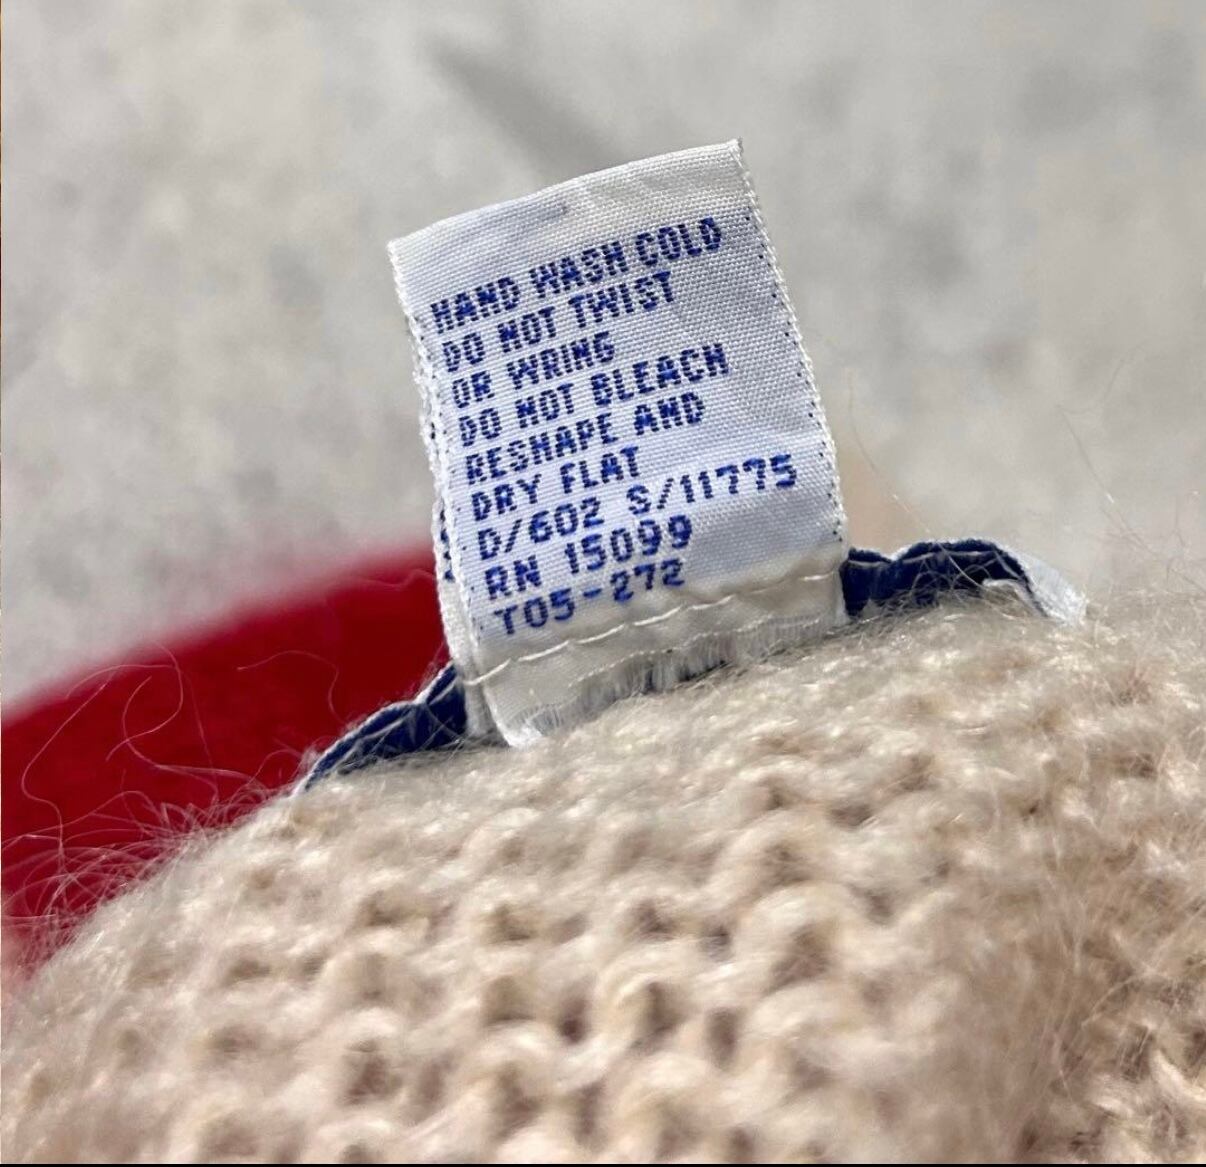 HAND WASH COLD
DO NOT TWIST
OR WRING
DO NOT BLEACH
RESHAPE AND
DRY FLAT
D/602 S/11775
RN 15099
T05-272